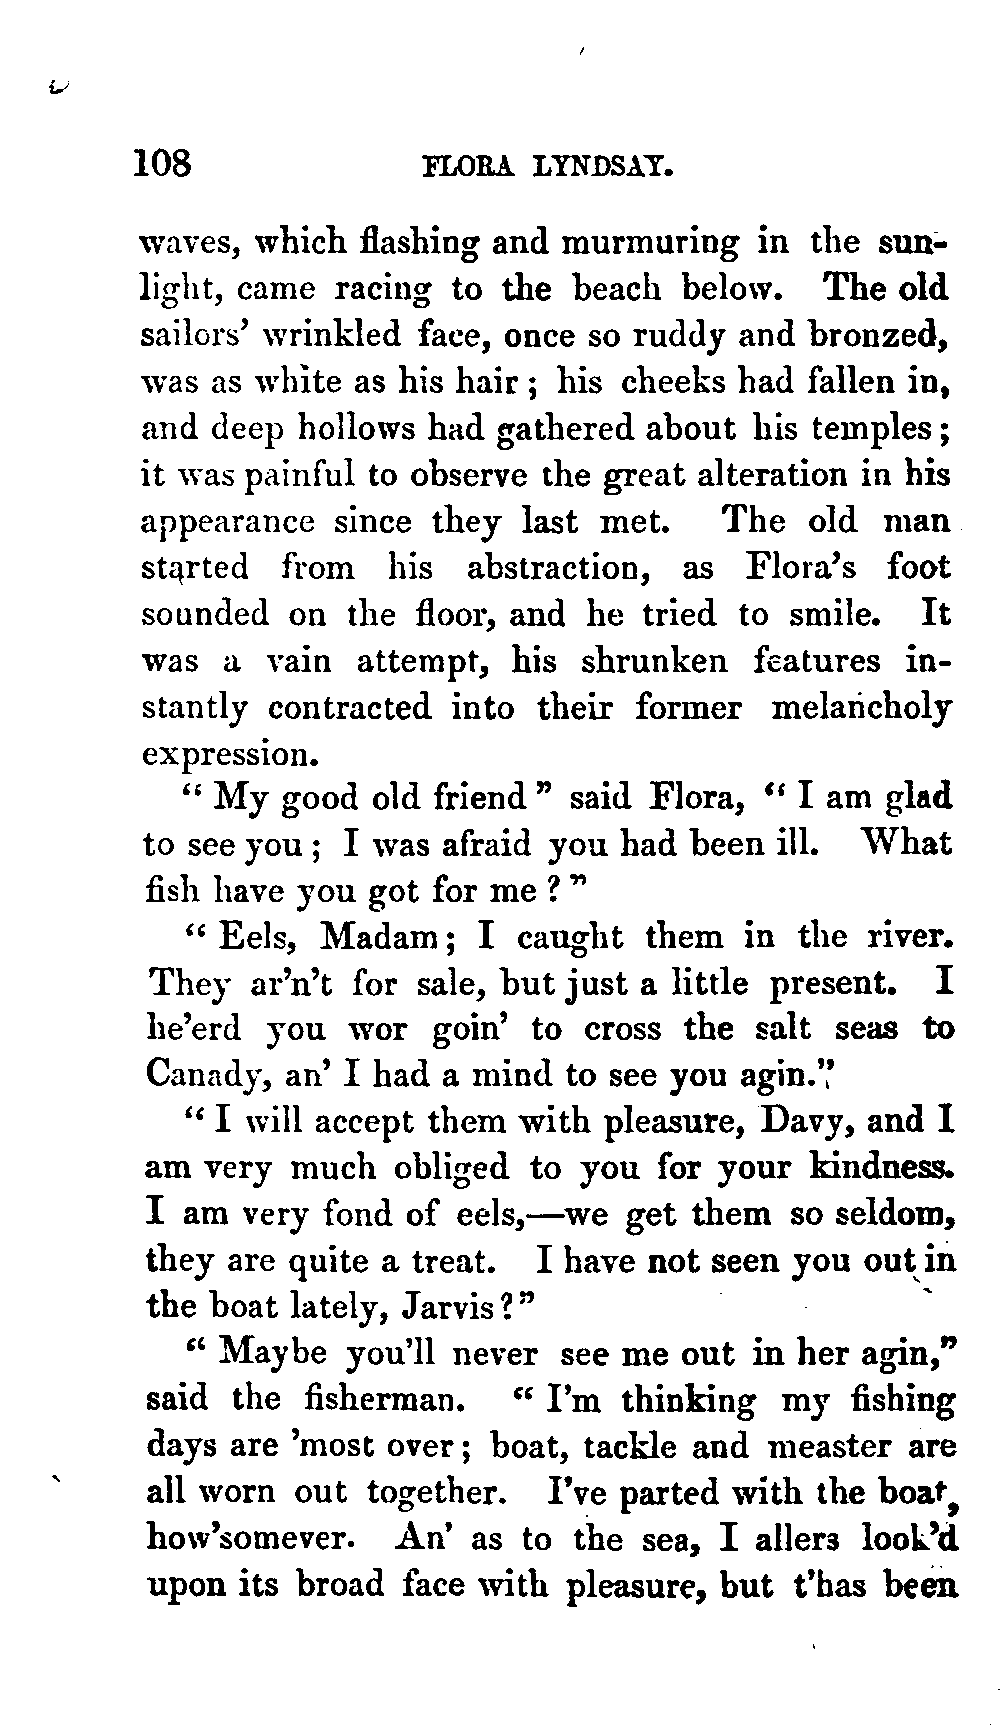 108 FLORA LYNDSAY.
waves, which flashing and murmuring in the sun-
light, came racing to the beach below. The old
sailors' wrinkled face, once so ruddy and bronzed,
was as white as his hair; his cheeks had fallen in,
and deep hollows had gathered about his temples;
it was painful to observe the great alteration in his
appearance since they last met. The old man
started from his abstraction, as Flora's foot
sounded on the floor, and he tried to smile. It
was a vain attempt, his shrunken features in-
stantly contracted into their former melancholy
expression.
"My good old friend" said Flora, "I am glad
to see you; I was afraid you had been ill. What
fish have you got for me?"
"Eels, Madam; I caught them in the river.
They ar'n't for sale, but just a little present. I
he'erd you wor goin' to cross the salt seas to
Canady, an' I had a mind to see you agin."
"I will accept them with pleasure, Davy, and I
am very much obliged to you for your kindness.
I am very fond of eels,—we get them so seldom,
they are quite a treat. I have not seen you out in
the boat lately, Jarvis?"
"Maybe you'll never see me out in her agin,"
said the fisherman. "I'm thinking my fishing
days are 'most over; boat, tackle and measter are
all worn out together. I've parted with the boat,
how'somever. An' as to the sea, I allers look'd
upon its broad face with pleasure, but t'has been